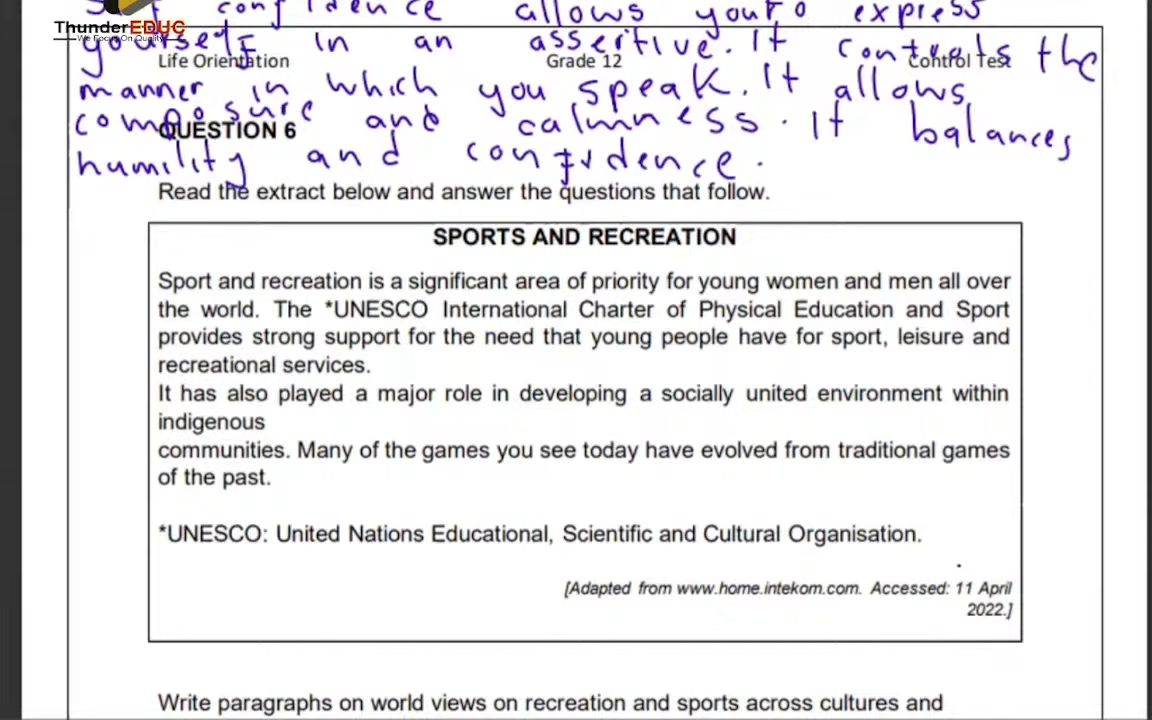 confidence allows your o express
ThunderEDUC
We Focus On Quality
yourself in an assertive. It controls the
Life Orientation Grade 12 Control Test
manner in which you speak. It allows
composure and calmness. It balances
QUESTION 6
humility and confidence.
Read the extract below and answer the questions that follow.
SPORTS AND RECREATION
Sport and recreation is a significant area of priority for young women and men all over
the world. The *UNESCO International Charter of Physical Education and Sport
provides strong support for the need that young people have for sport, leisure and
recreational services.
It has also played a major role in developing a socially united environment within
indigenous
communities. Many of the games you see today have evolved from traditional games
of the past.
*UNESCO: United Nations Educational, Scientific and Cultural Organisation.
[Adapted from www.home.intekom.com. Accessed: 11 April
2022.]
Write paragraphs on world views on recreation and sports across cultures and